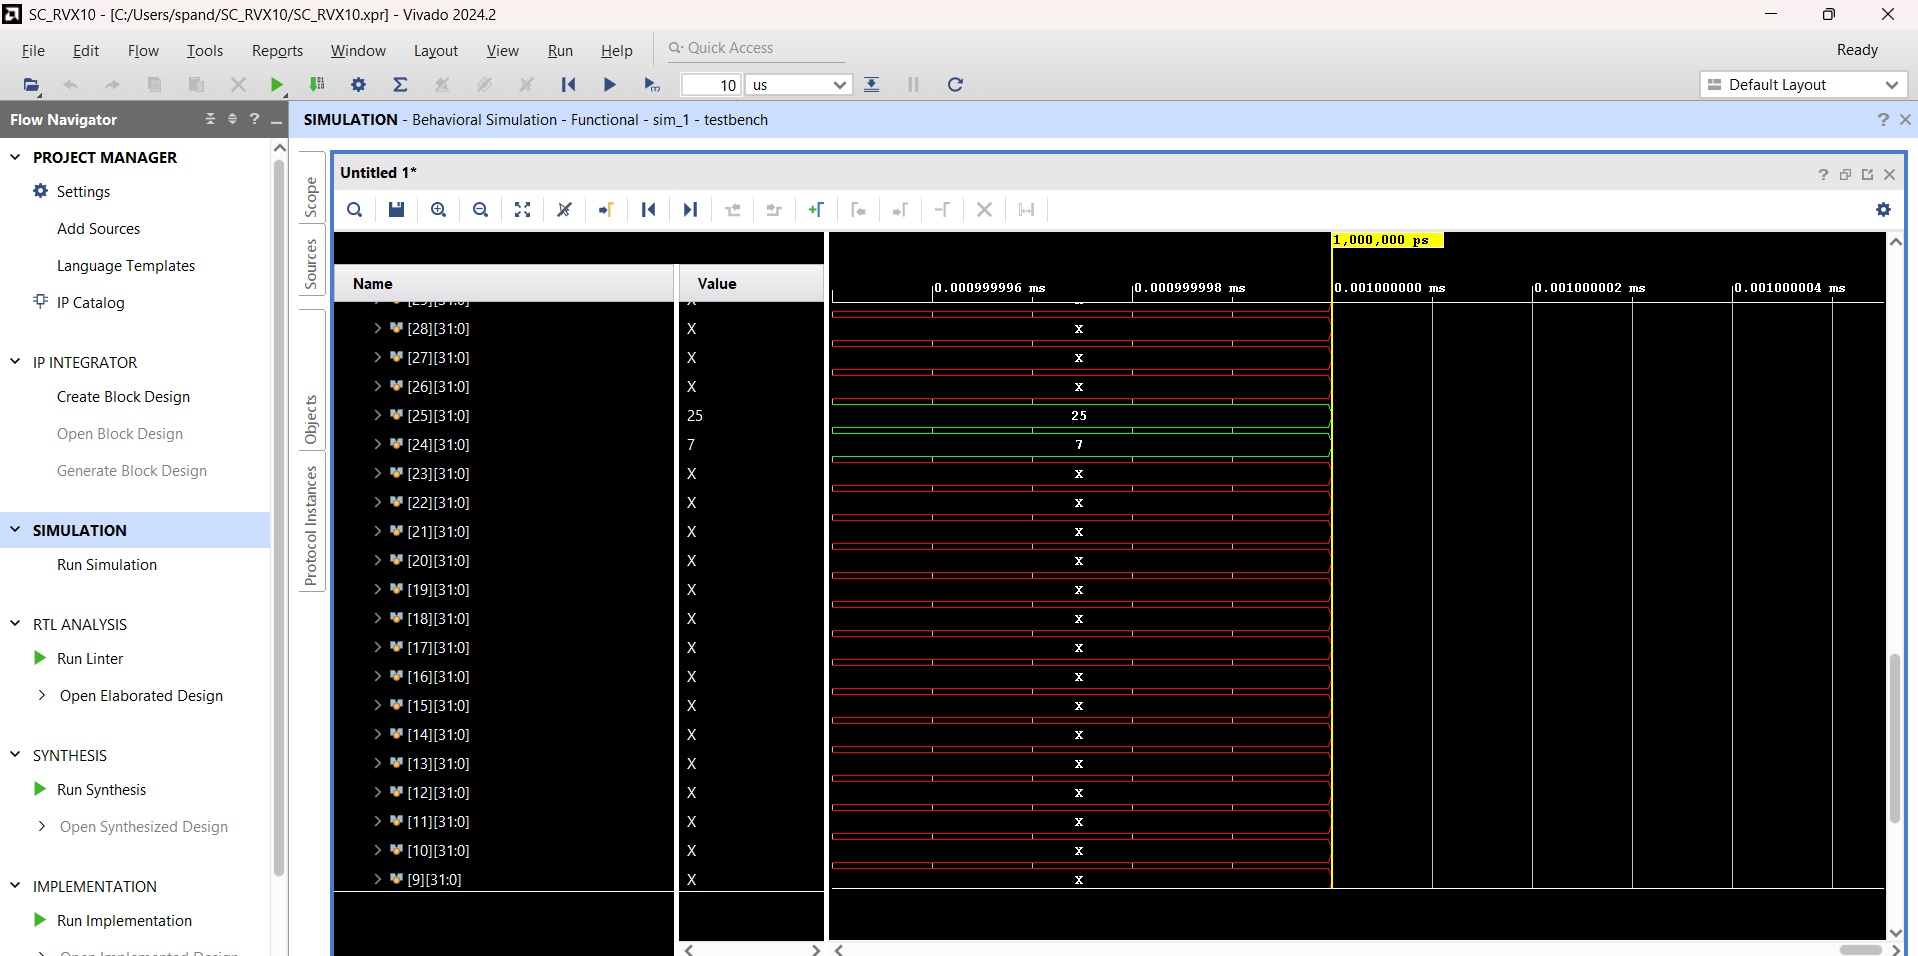 SC_RVX10 - [C:/Users/spand/SC_RVX10/SC_RVX10.xpr] - Vivado 2024.2
File Edit Flow Tools Reports Window Layout View Run Help Quick Access Ready
10 us Default Layout
Flow Navigator
SIMULATION - Behavioral Simulation - Functional - sim_1 - testbench
PROJECT MANAGER
Settings
Add Sources
Language Templates
IP Catalog
IP INTEGRATOR
Create Block Design
Open Block Design
Generate Block Design
SIMULATION
Run Simulation
RTL ANALYSIS
Run Linter
Open Elaborated Design
SYNTHESIS
Run Synthesis
Open Synthesized Design
IMPLEMENTATION
Run Implementation
Open Implemented Design
Scope
Sources
Objects
Protocol Instances
Untitled 1*
1,000,000 ps
Name Value
0.000999996 ms 0.000999998 ms 0.001000000 ms 0.001000002 ms 0.001000004 ms
[29][31:0] X X
[28][31:0] X X
[27][31:0] X X
[26][31:0] X X
[25][31:0] 25 25
[24][31:0] 7 7
[23][31:0] X X
[22][31:0] X X
[21][31:0] X X
[20][31:0] X X
[19][31:0] X X
[18][31:0] X X
[17][31:0] X X
[16][31:0] X X
[15][31:0] X X
[14][31:0] X X
[13][31:0] X X
[12][31:0] X X
[11][31:0] X X
[10][31:0] X X
[9][31:0] X X